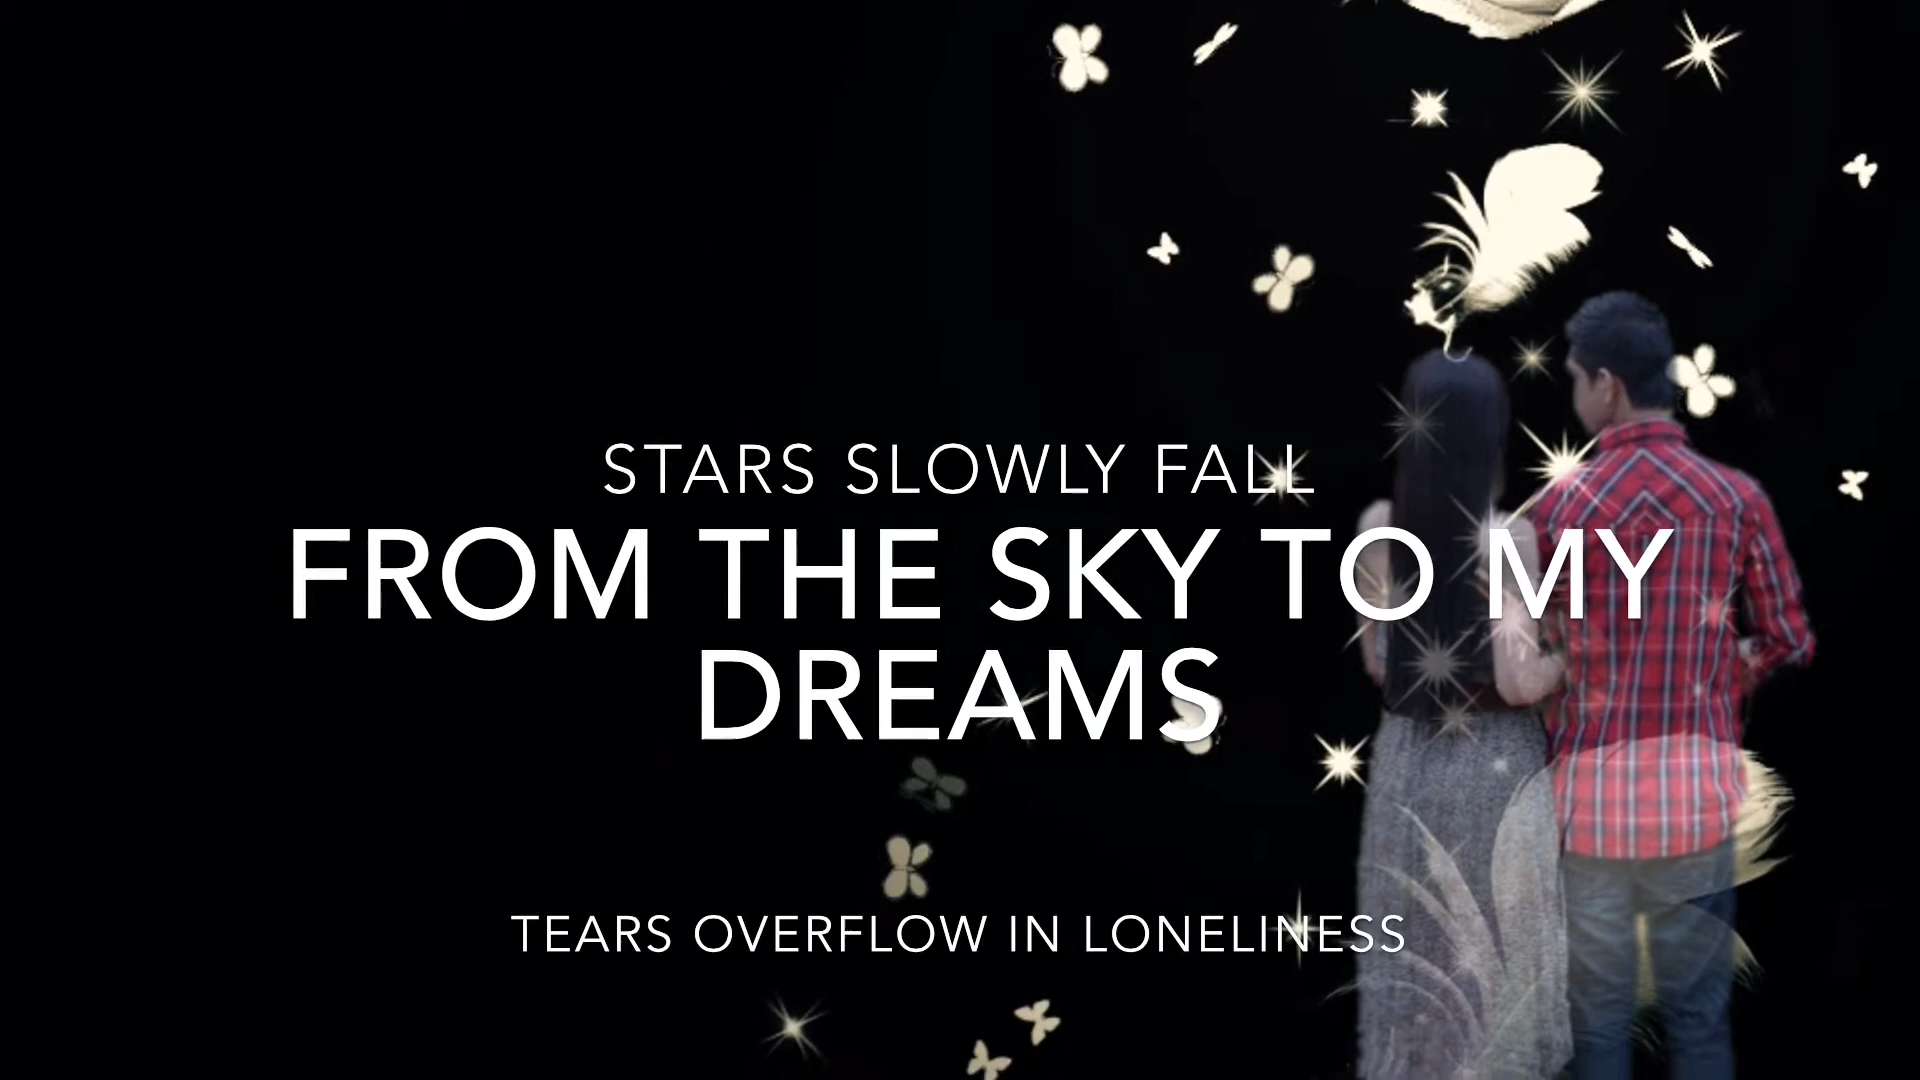 STARS SLOWLY FALL
FROM THE SKY TO MY
DREAMS
TEARS OVERFLOW IN LONELINESS